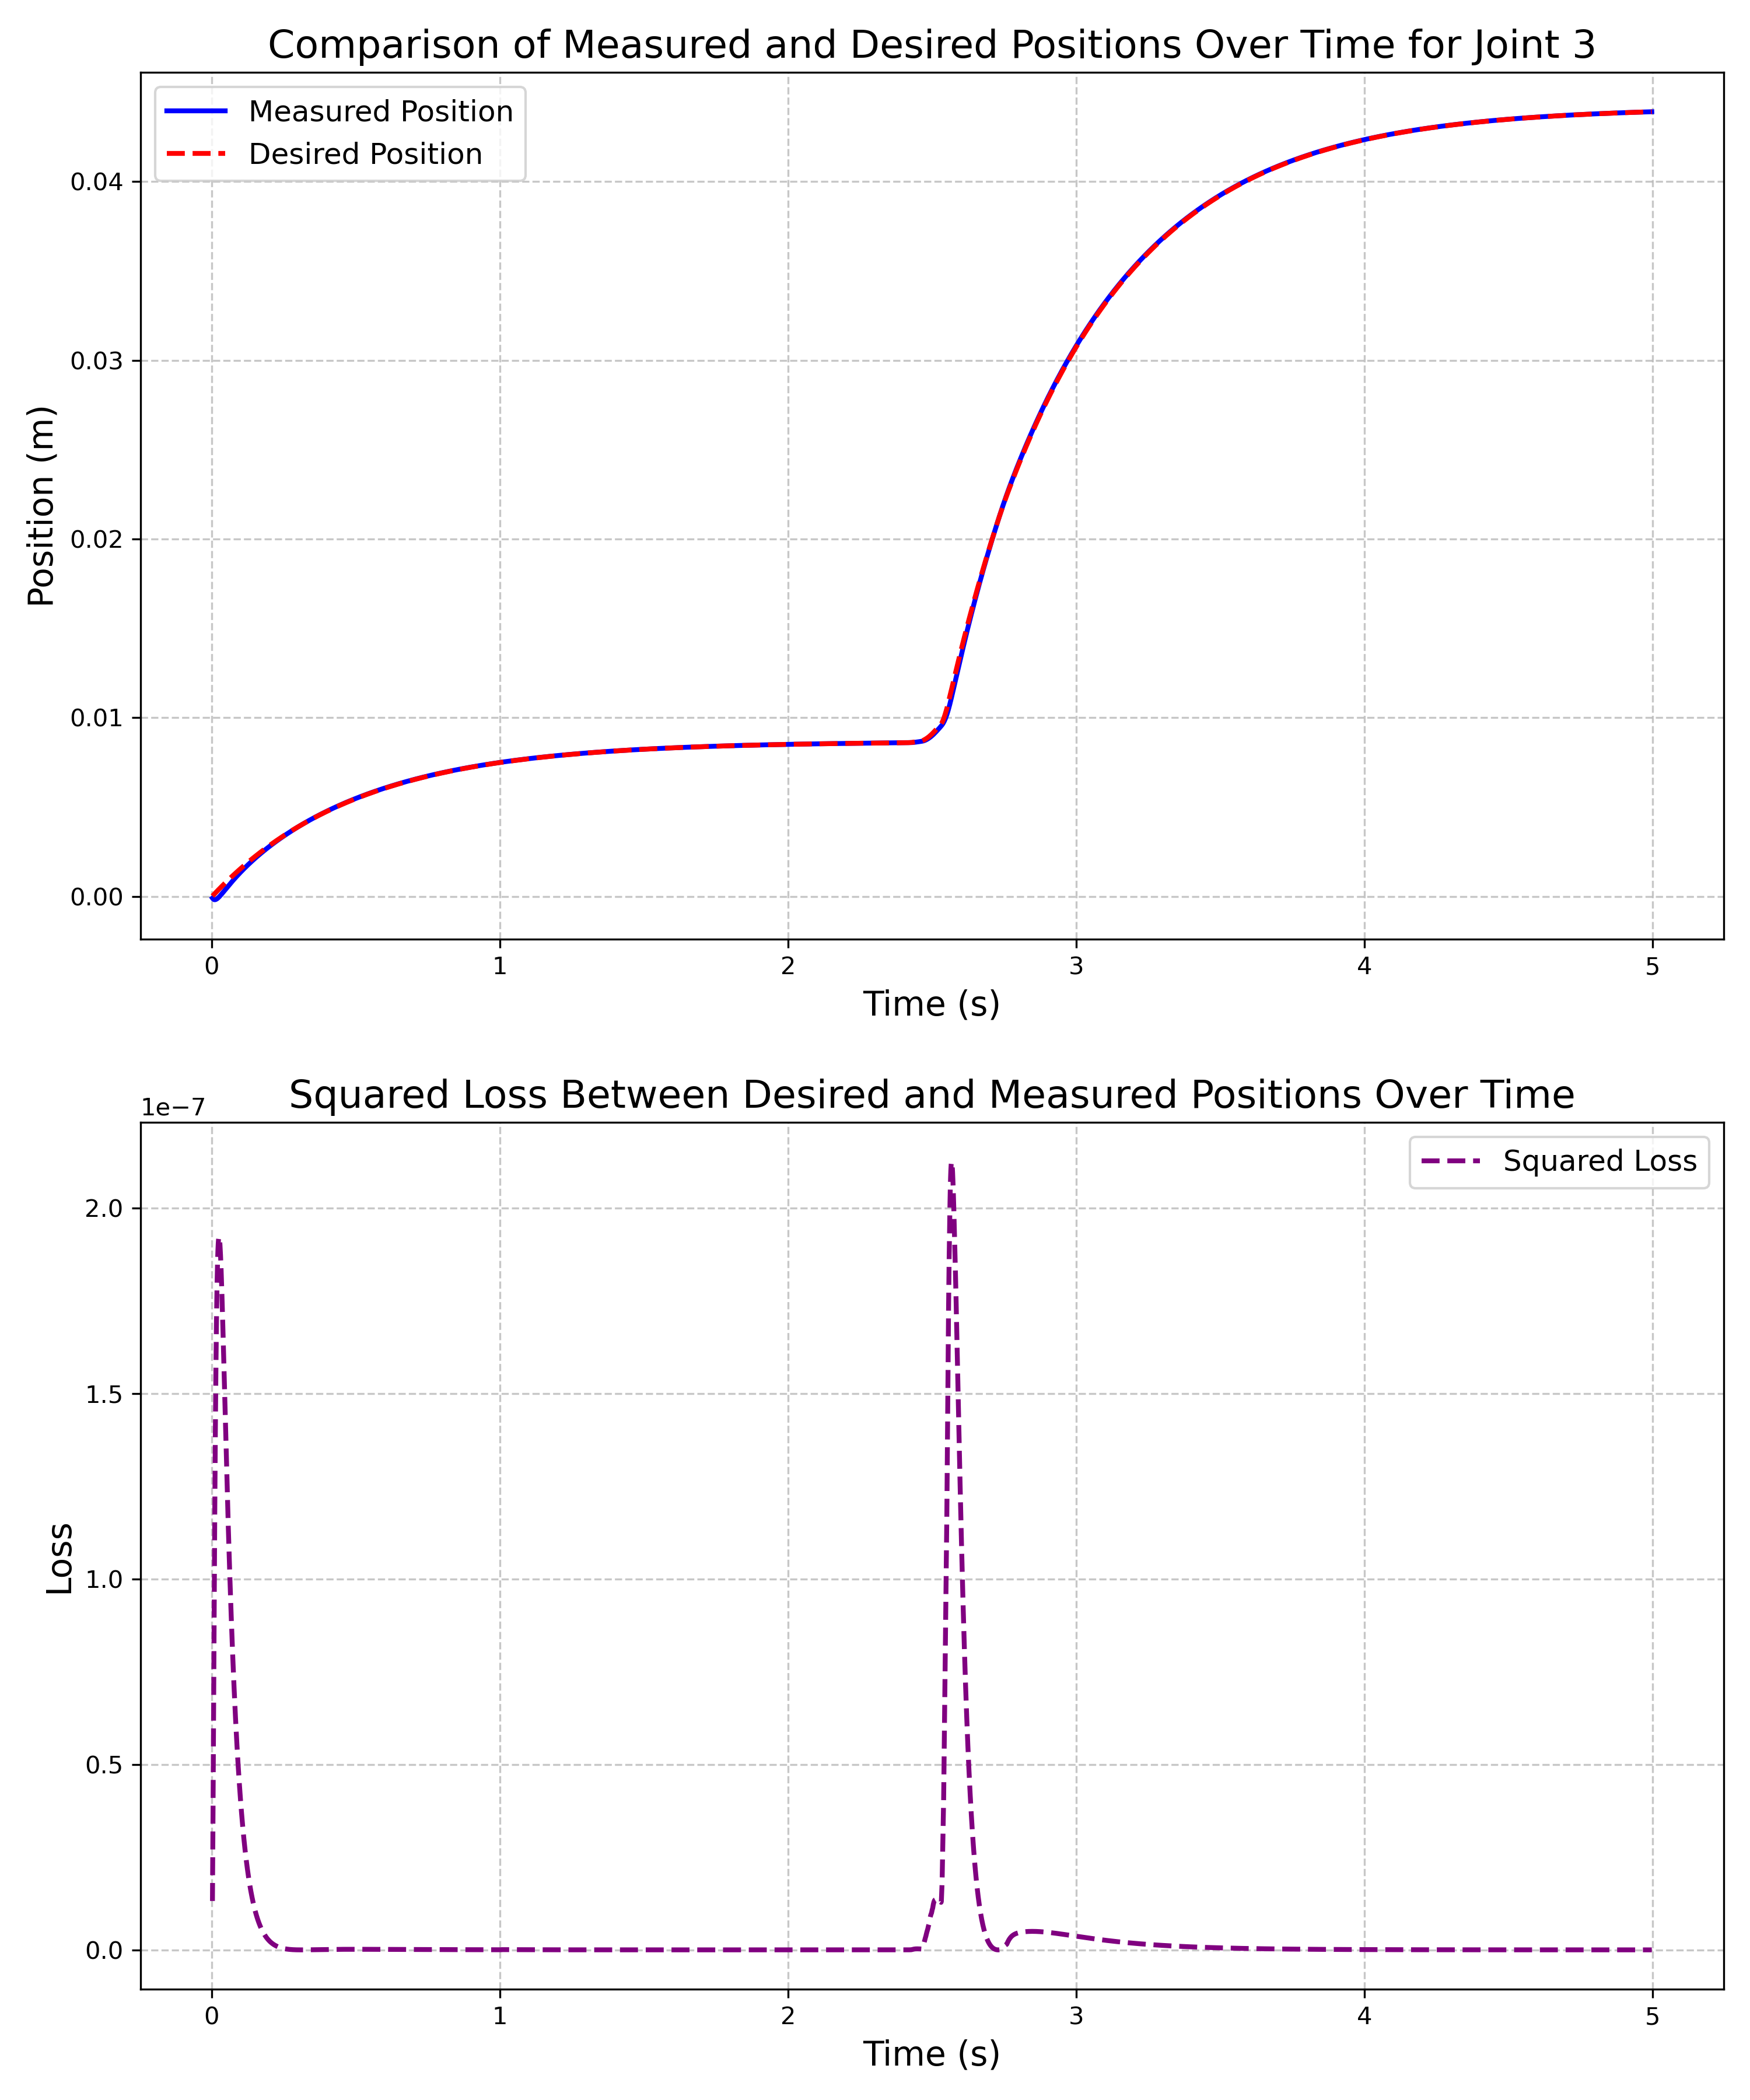 Comparison of Measured and Desired Positions Over Time for Joint 3
Measured Position
Desired Position
Position (m)
0.04
0.03
0.02
0.01
0.00
0 1 2 3 4 5
Time (s)
Squared Loss Between Desired and Measured Positions Over Time
1e−7
Squared Loss
Loss
2.0
1.5
1.0
0.5
0.0
0 1 2 3 4 5
Time (s)